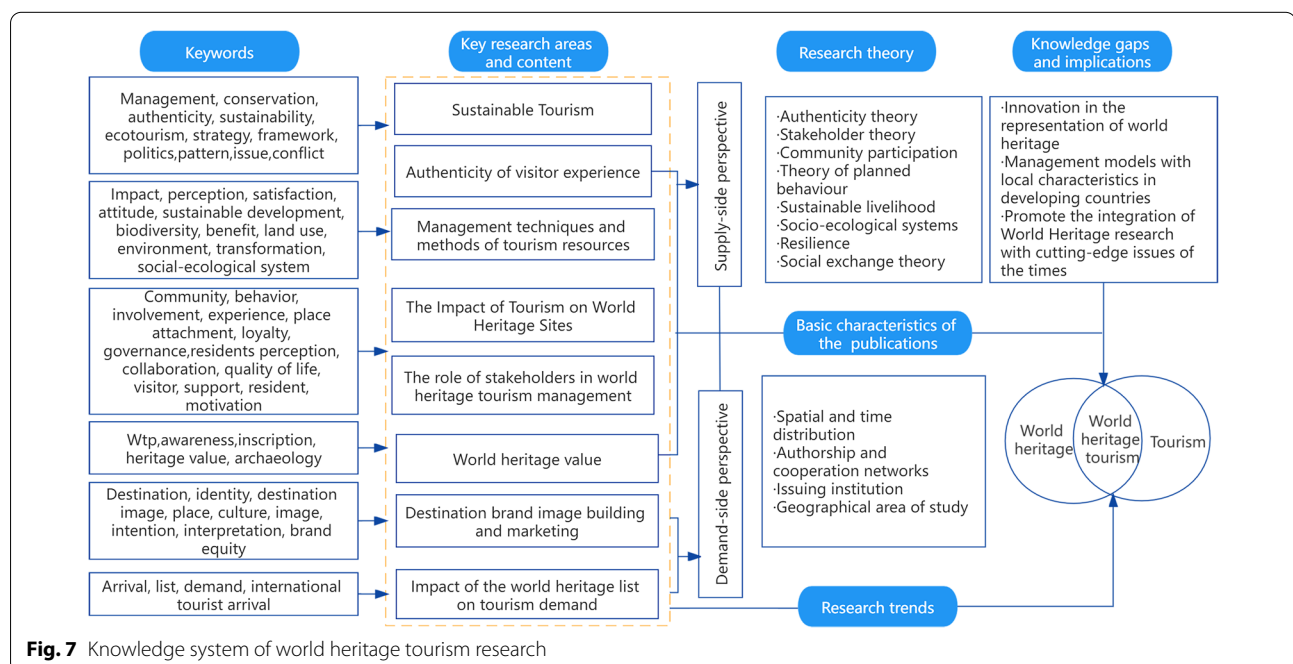 Keywords
Key research areas
and content
Research theory
Knowledge gaps
and implications
Management, conservation,
authenticity, sustainability,
ecotourism, strategy, framework,
politics,pattern,issue,conflict
Impact, perception, satisfaction,
attitude, sustainable development,
biodiversity, benefit, land use,
environment, transformation,
social-ecological system
Community, behavior,
involvement, experience, place
attachment, loyalty,
governance,residents perception,
collaboration, quality of life,
visitor, support, resident,
motivation
Wtp,awareness,inscription,
heritage value, archaeology
Destination, identity, destination
image, place, culture, image,
intention, interpretation, brand
equity
Arrival, list, demand, international
tourist arrival
Sustainable Tourism
Authenticity of visitor experience
Management techniques and
methods of tourism resources
The Impact of Tourism on World
Heritage Sites
The role of stakeholders in world
heritage tourism management
World heritage value
Destination brand image building
and marketing
Impact of the world heritage list
on tourism demand
Supply-side perspective
Demand-side perspective
·Authenticity theory
·Stakeholder theory
·Community participation
·Theory of planned
behaviour
·Sustainable livelihood
·Socio-ecological systems
·Resilience
·Social exchange theory
·Innovation in the
representation of world
heritage
·Management models with
local characteristics in
developing countries
·Promote the integration of
World Heritage research
with cutting-edge issues of
the times
Basic characteristics of
the publications
·Spatial and time
distribution
·Authorship and
cooperation networks
·Issuing institution
·Geographical area of study
World
heritage
World
heritage
tourism
Tourism
Research trends
Fig. 7 Knowledge system of world heritage tourism research